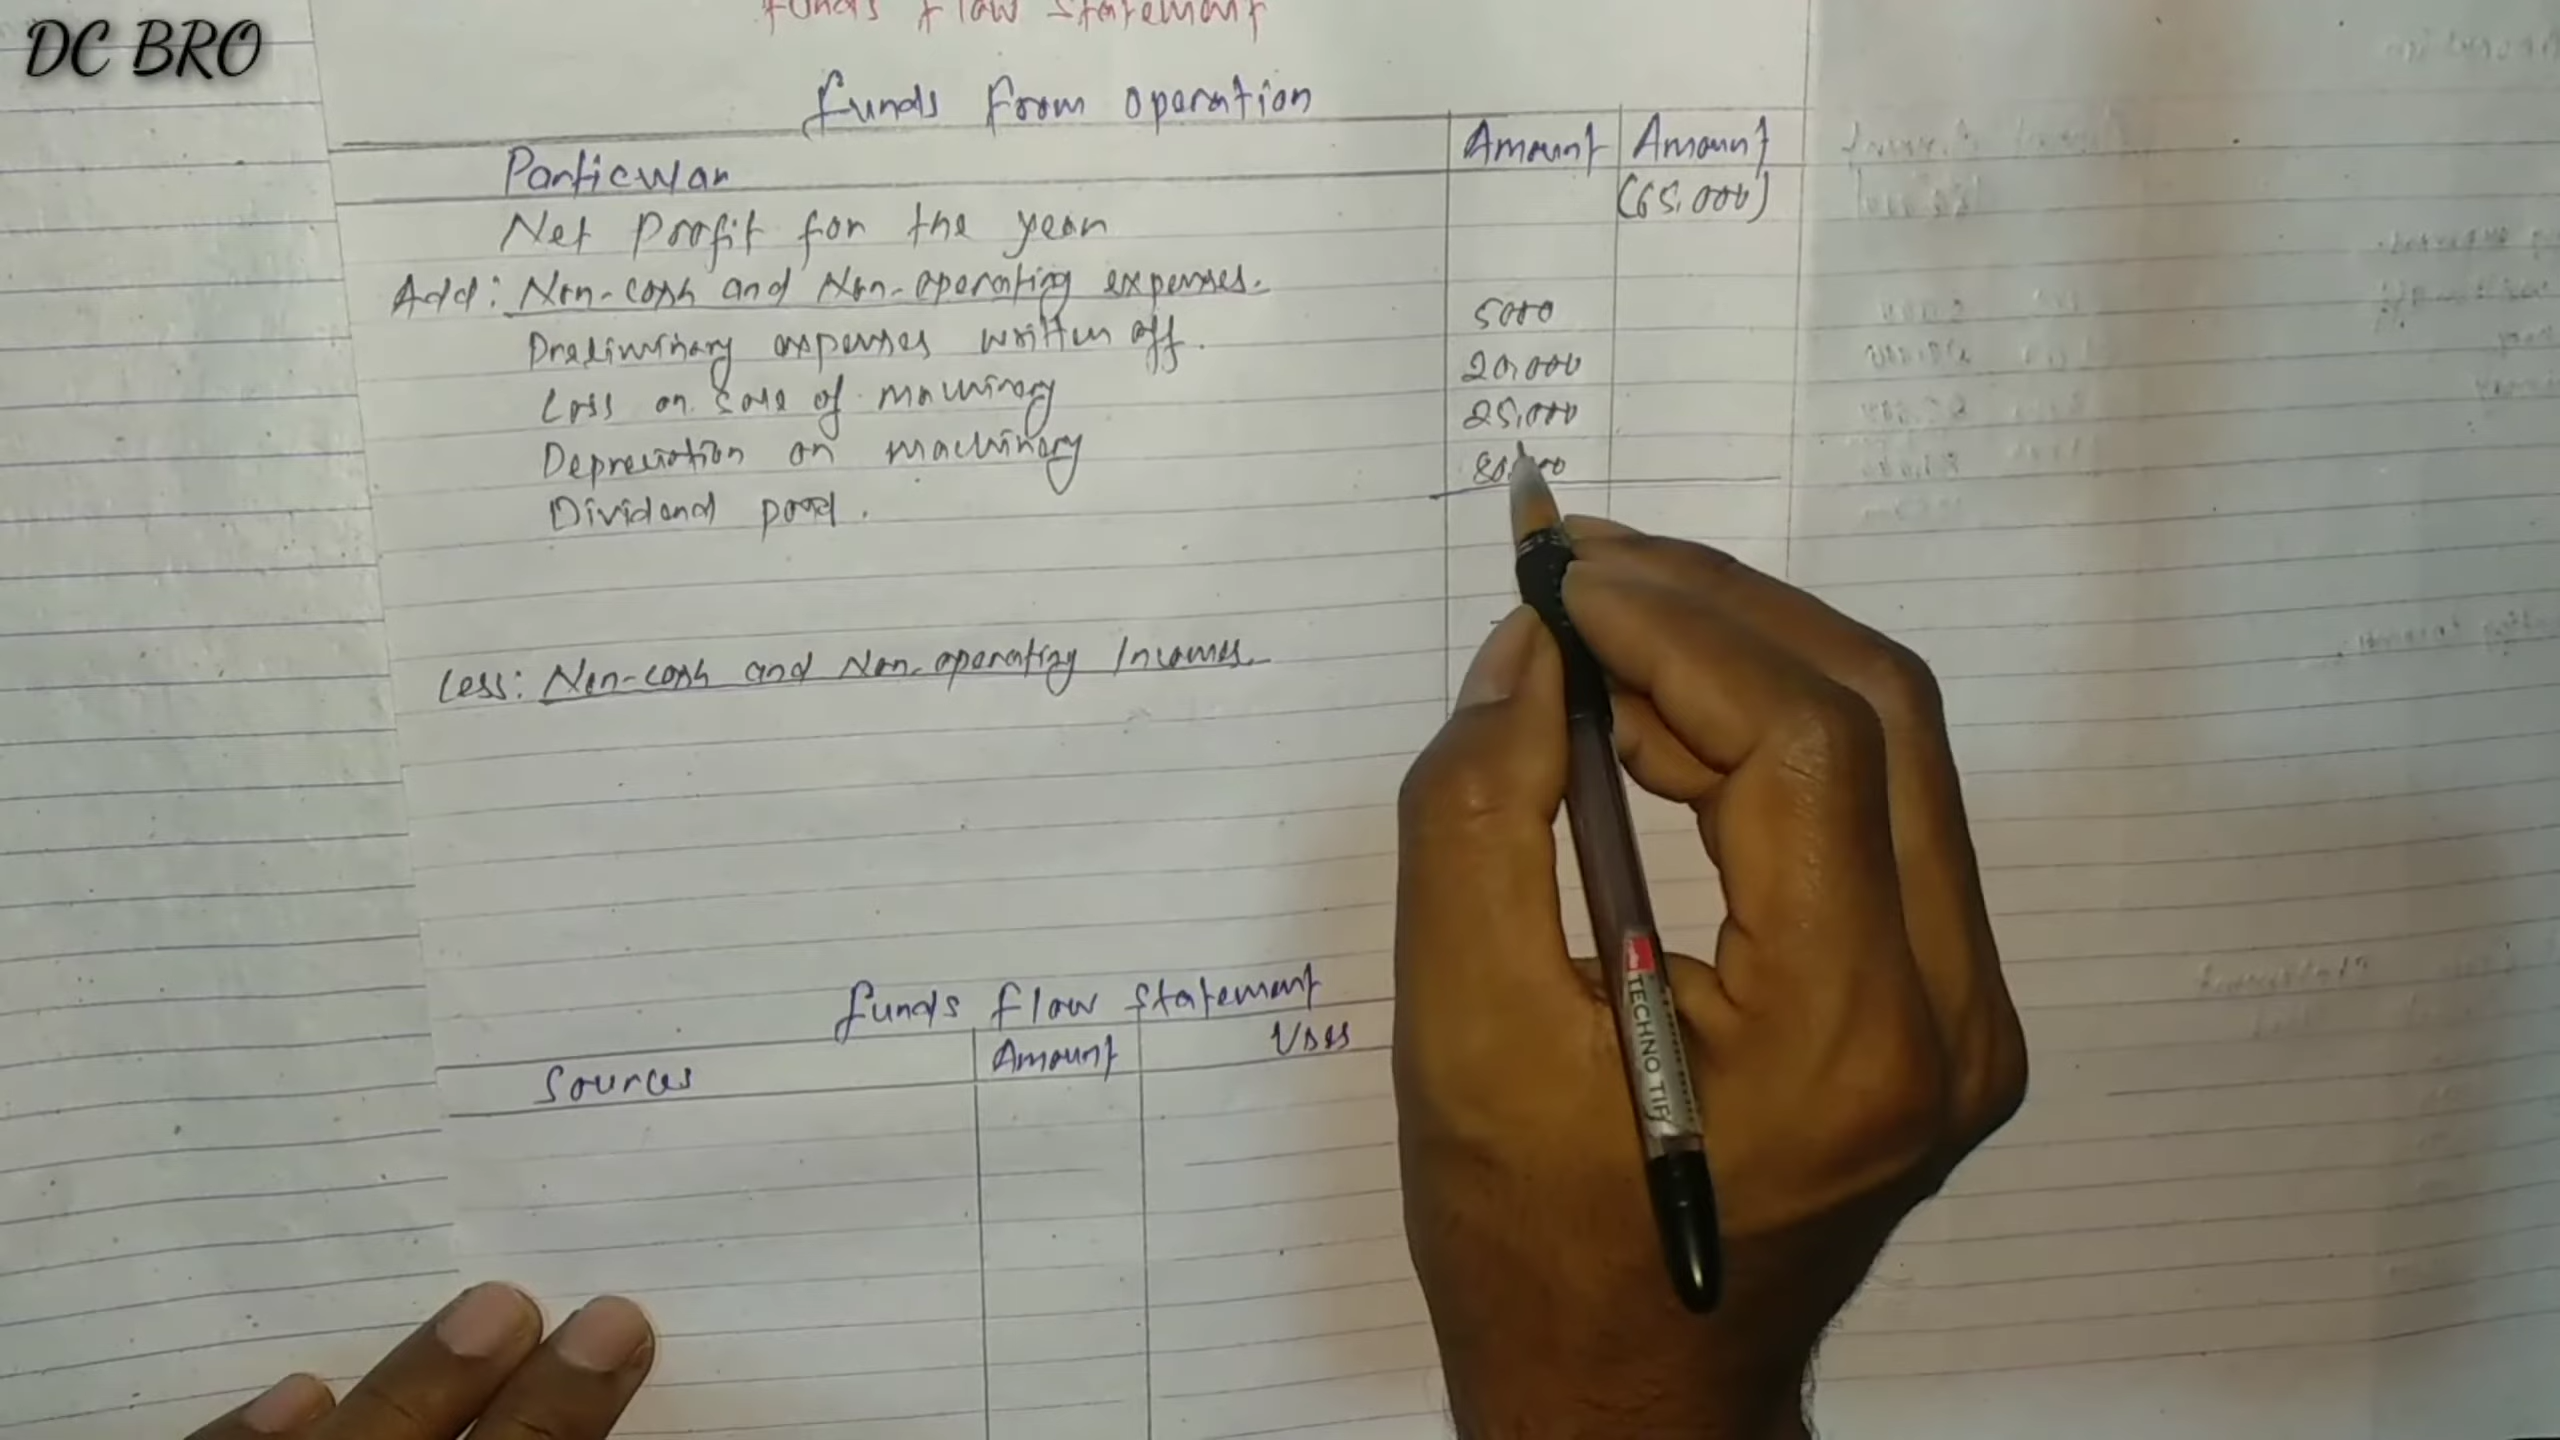 DC BRO
Funds Flow Statement
Funds From Operation
Particular Amount Amount
Net Profit for the year (65,000)
Add: Non-cash and Non-operating expenses.
Preliminary expenses written off. 5000
Loss on Sale of machinery 20,000
Depreciation on machinery 25,000
Dividend paid.
Less: Non-cash and Non-operating Incomes
Funds Flow Statement
Sources Amount Uses
TECHNO TIP